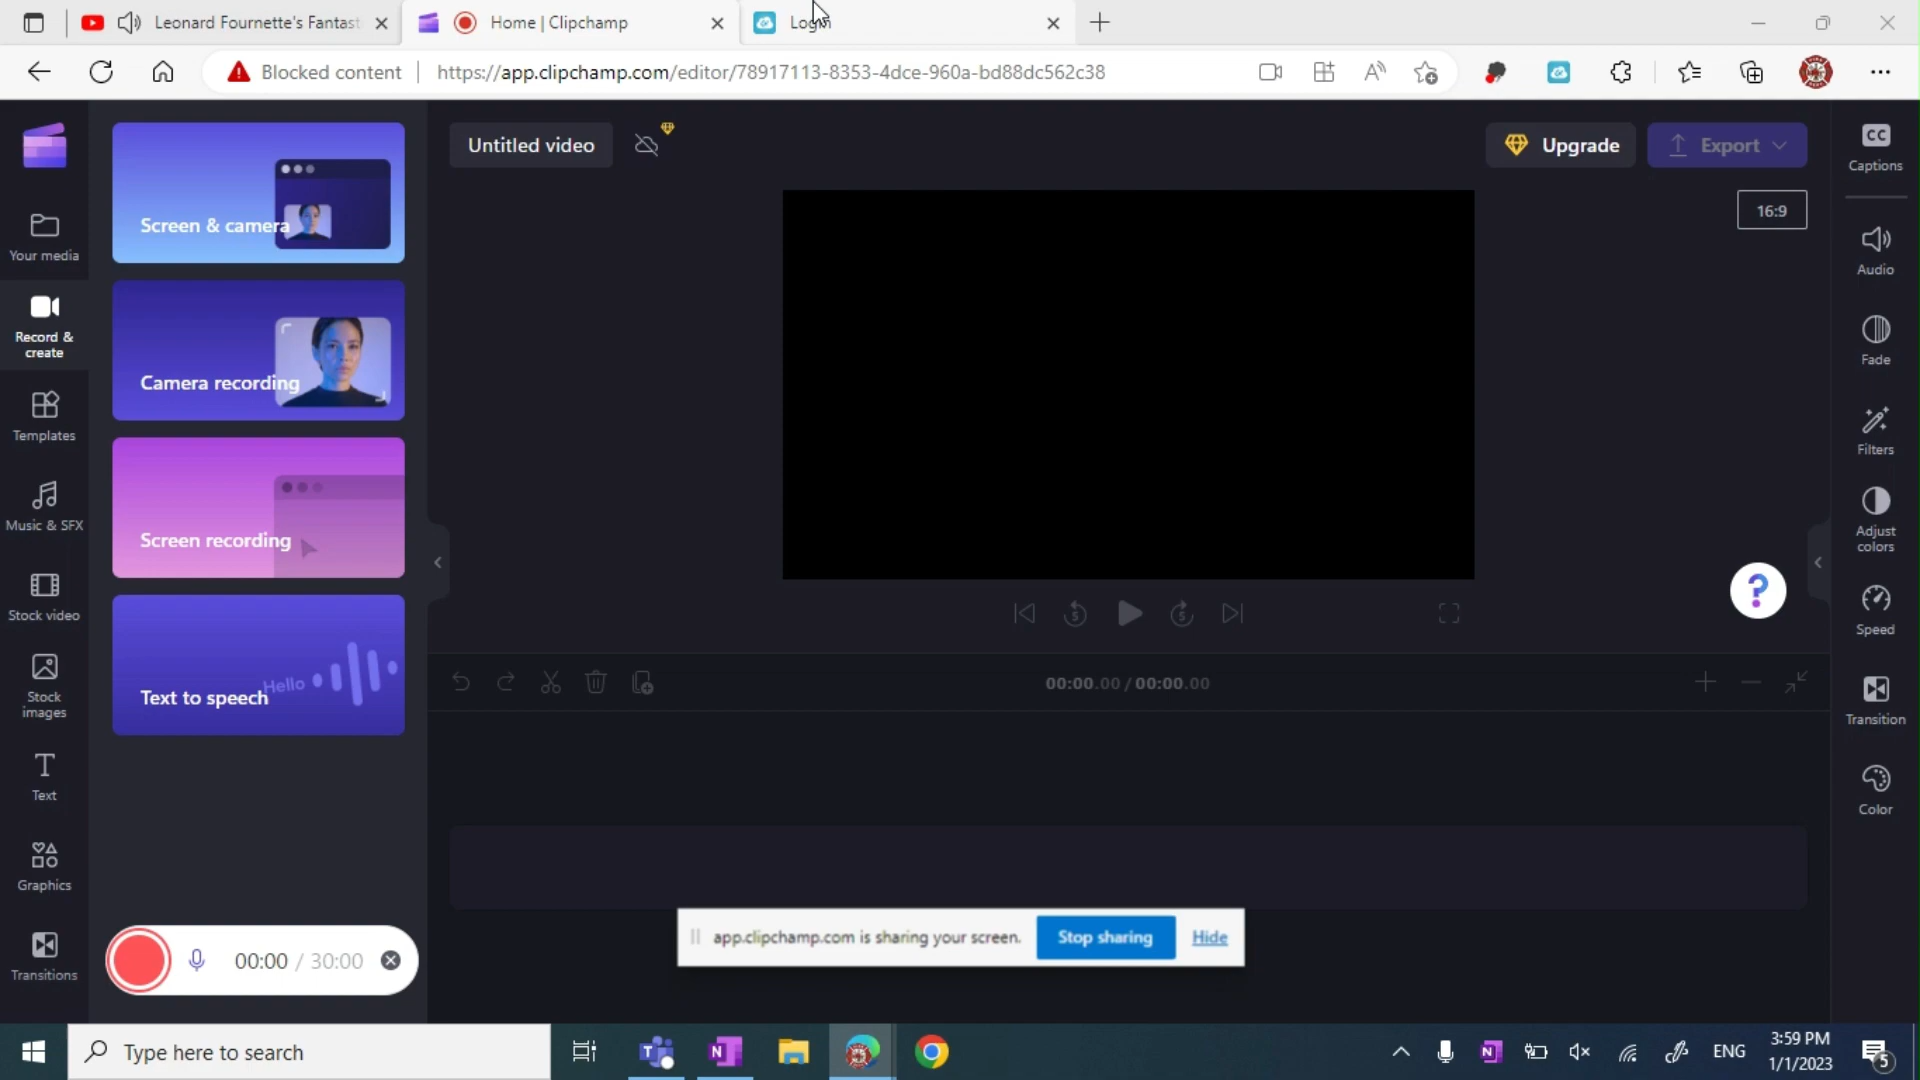 Leonard Fournette's Fantast
Home | Clipchamp
Login
Blocked content
https://app.clipchamp.com/editor/78917113-8353-4dce-960a-bd88dc562c38
Your media
Record &
create
Templates
Music & SFX
Stock video
Stock
images
Text
Graphics
Transitions
Screen & camera
Camera recording
Screen recording
Hello
Text to speech
00:00 / 30:00
Untitled video
Upgrade
Export
16:9
5
5
?
00:00.00 / 00:00.00
app.clipchamp.com is sharing your screen.
Stop sharing
Hide
CC
Captions
Audio
Fade
Filters
Adjust
colors
Speed
Transition
Color
Type here to search
T
N
N
ENG
3:59 PM
1/1/2023
5